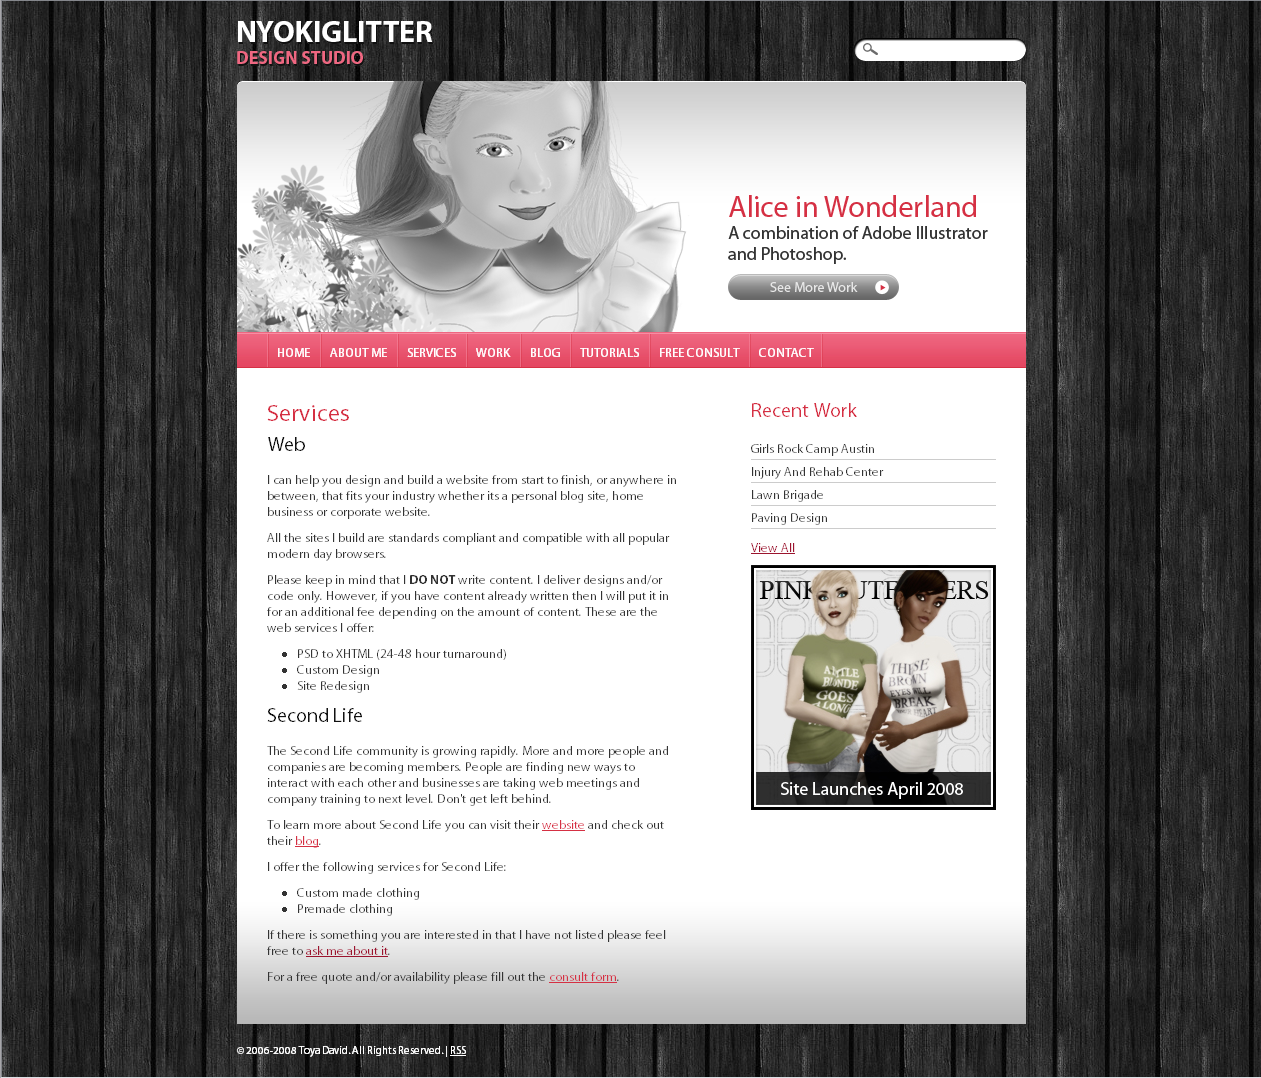 NYOKIGLITTER
DESIGN STUDIO
Alice in Wonderland
A combination of Adobe Illustrator
and Photoshop.
See More Work
HOME ABOUT ME SERVICES WORK BLOG TUTORIALS FREE CONSULT CONTACT
Services
Web
I can help you design and build a website from start to finish, or anywhere in
between, that fits your industry whether its a personal blog site, home
business or corporate website.
All the sites I build are standards compliant and compatible with all popular
modern day browsers.
Please keep in mind that I DO NOT write content. I deliver designs and/or
code only. However, if you have content already written then I will put it in
for an additional fee depending on the amount of content. These are the
web services I offer:
PSD to XHTML (24-48 hour turnaround)
Custom Design
Site Redesign
Second Life
The Second Life community is growing rapidly. More and more people and
companies are becoming members. People are finding new ways to
interact with each other and businesses are taking web meetings and
company training to next level. Don't get left behind.
To learn more about Second Life you can visit their website and check out
their blog.
I offer the following services for Second Life:
Custom made clothing
Premade clothing
If there is something you are interested in that I have not listed please feel
free to ask me about it.
For a free quote and/or availability please fill out the consult form.
Recent Work
Girls Rock Camp Austin
Injury And Rehab Center
Lawn Brigade
Paving Design
View All
BLONDE
GOES
BROWN
EYES WILL
BREAK
Site Launches April 2008
© 2006-2008 Toya David. All Rights Reserved. | RSS